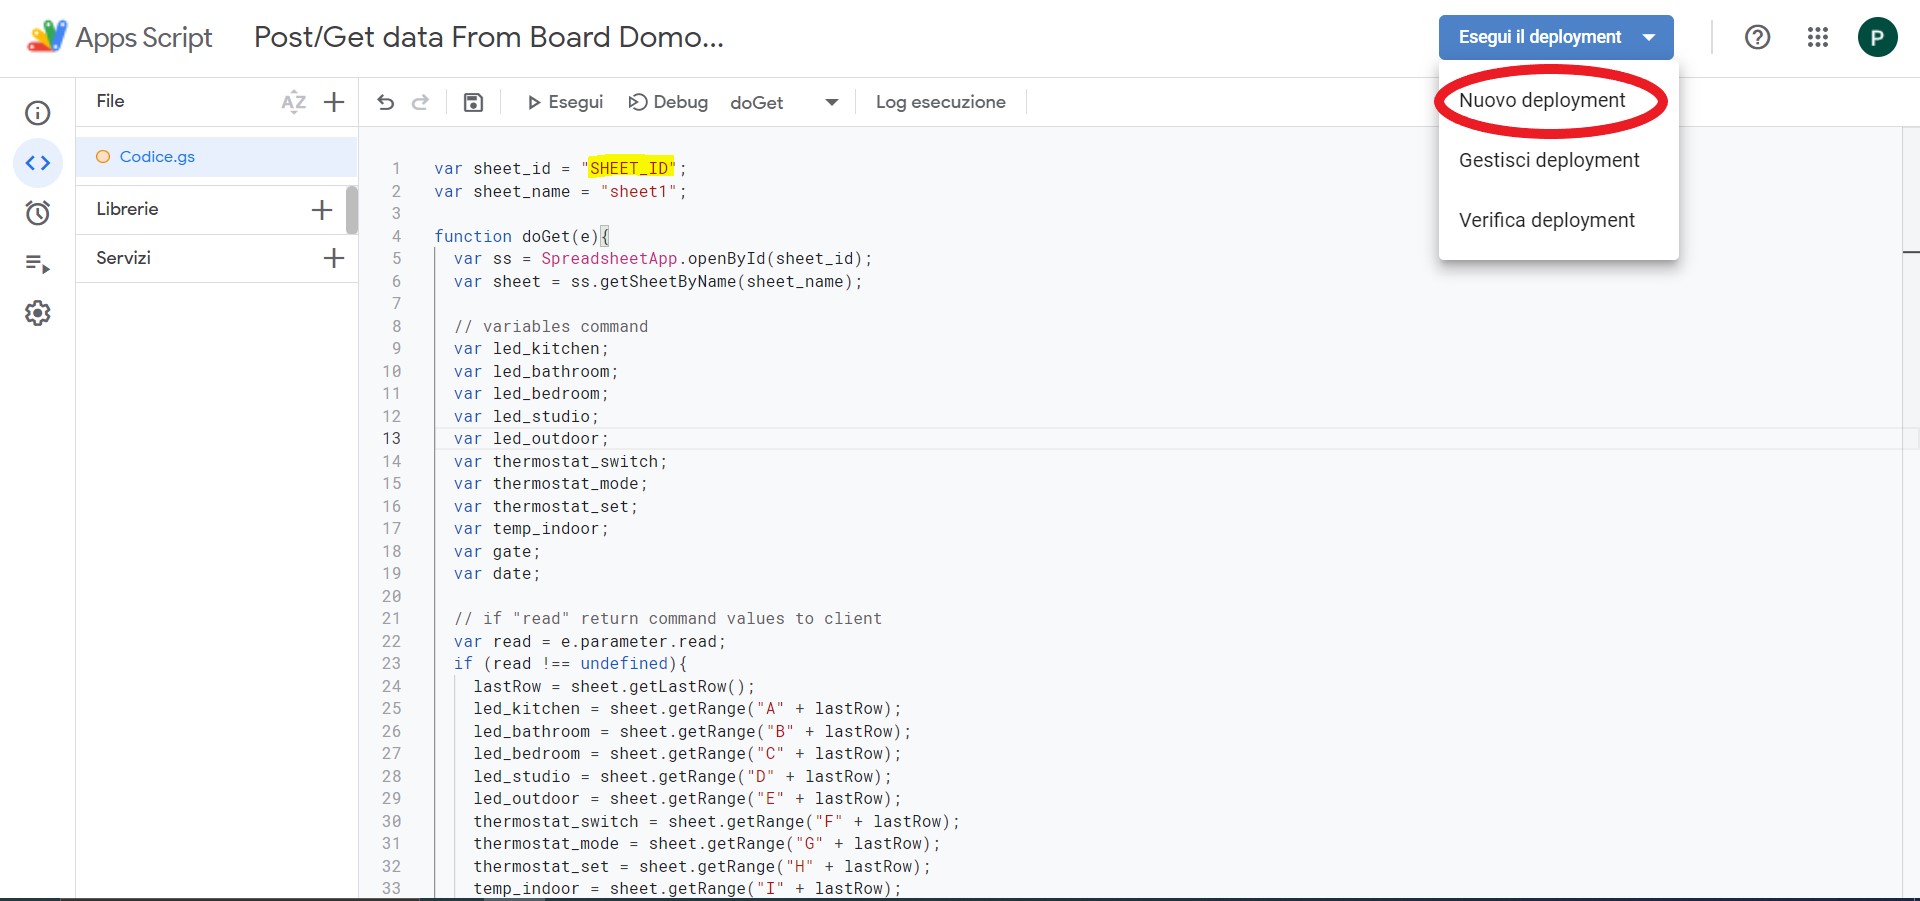 Apps Script
Post/Get data From Board Domo...
Esegui il deployment
P
File
AZ
Esegui
Debug
doGet
Log esecuzione
Nuovo deployment
Gestisci deployment
Verifica deployment
Codice.gs
Librerie
Servizi
1 var sheet_id = "SHEET_ID";
2 var sheet_name = "sheet1";
3
4 function doGet(e){
5 var ss = SpreadsheetApp.openById(sheet_id);
6 var sheet = ss.getSheetByName(sheet_name);
7
8 // variables command
9 var led_kitchen;
10 var led_bathroom;
11 var led_bedroom;
12 var led_studio;
13 var led_outdoor;
14 var thermostat_switch;
15 var thermostat_mode;
16 var thermostat_set;
17 var temp_indoor;
18 var gate;
19 var date;
20
21 // if "read" return command values to client
22 var read = e.parameter.read;
23 if (read !== undefined){
24 lastRow = sheet.getLastRow();
25 led_kitchen = sheet.getRange("A" + lastRow);
26 led_bathroom = sheet.getRange("B" + lastRow);
27 led_bedroom = sheet.getRange("C" + lastRow);
28 led_studio = sheet.getRange("D" + lastRow);
29 led_outdoor = sheet.getRange("E" + lastRow);
30 thermostat_switch = sheet.getRange("F" + lastRow);
31 thermostat_mode = sheet.getRange("G" + lastRow);
32 thermostat_set = sheet.getRange("H" + lastRow);
33 temp_indoor = sheet.getRange("I" + lastRow);